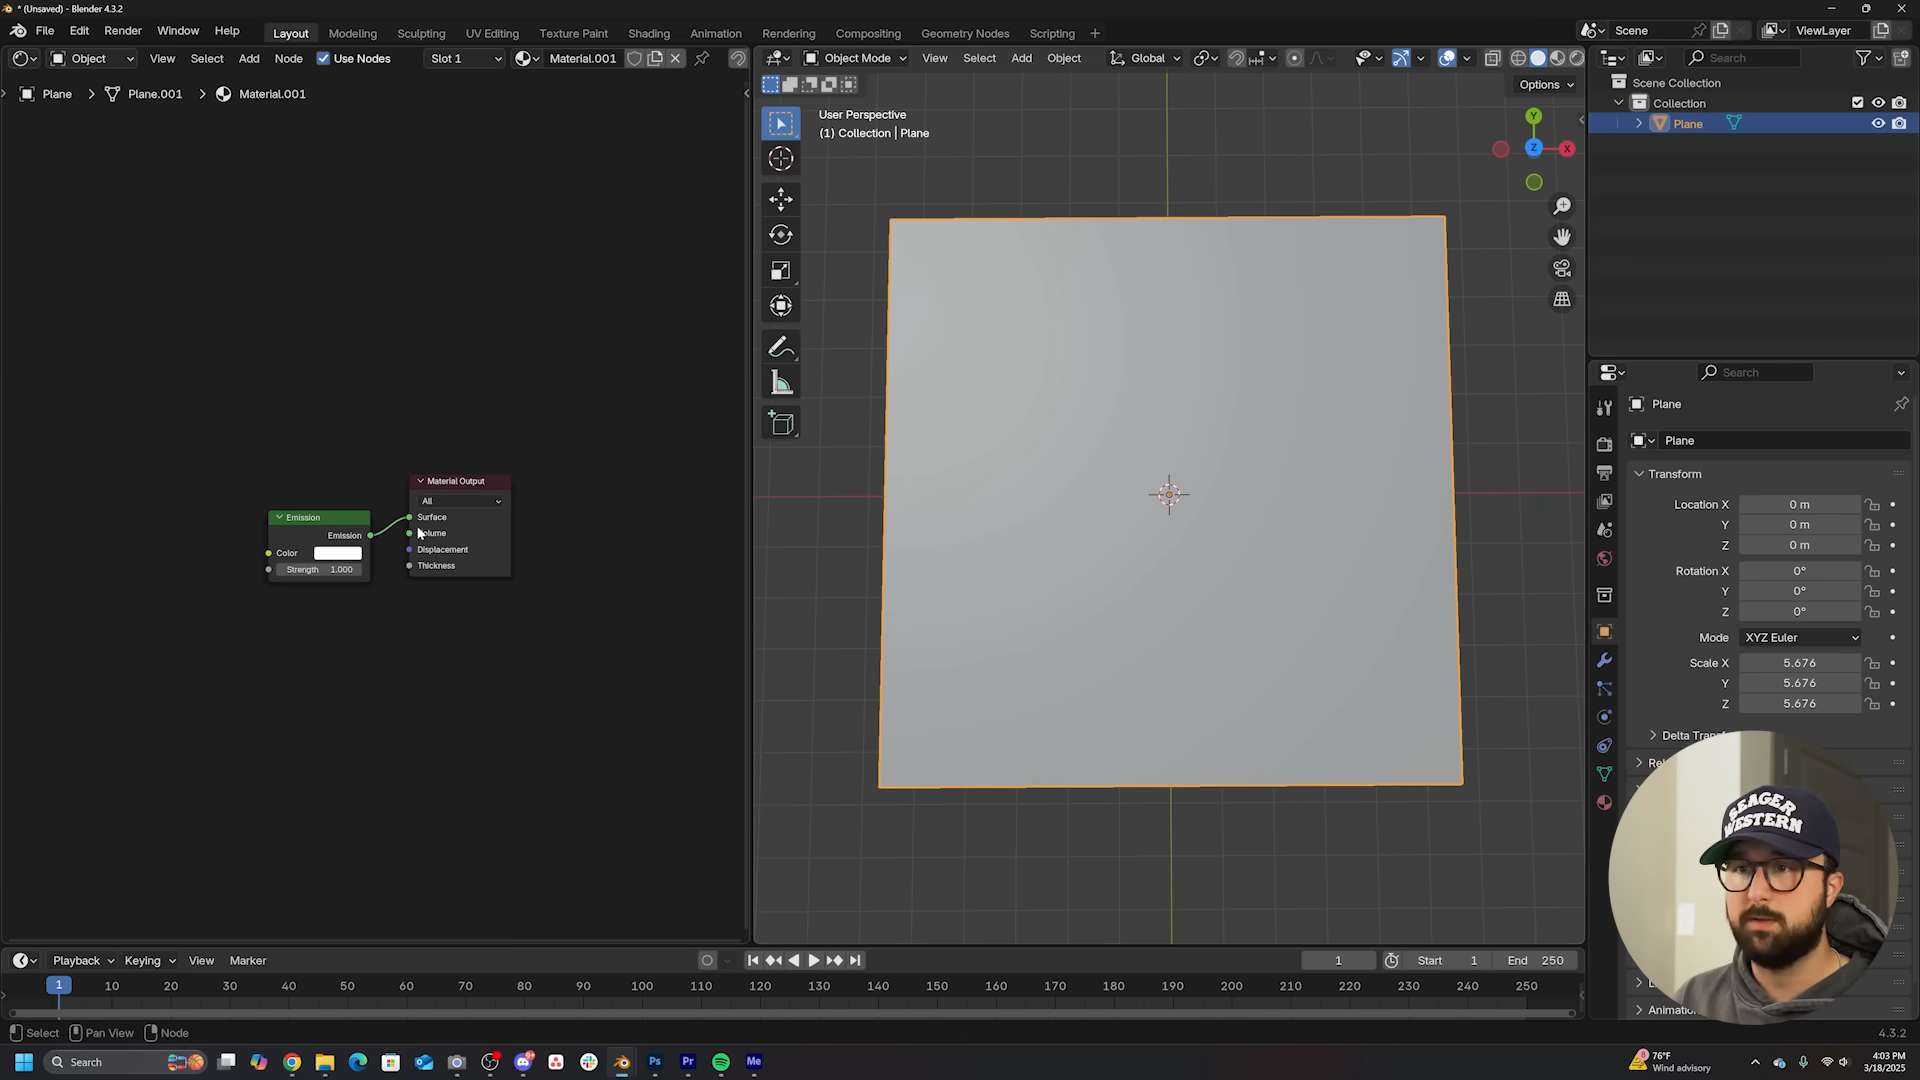 * (Unsaved) - Blender 4.3.2
File Edit Render Window Help
Layout Modeling Sculpting UV Editing Texture Paint Shading Animation Rendering Compositing Geometry Nodes Scripting +
Scene
ViewLayer
Object View Select Add Node Use Nodes Slot 1 Material.001
Object Mode View Select Add Object Global
Search
Options
Plane > Plane.001 > Material.001
User Perspective
(1) Collection | Plane
Y
Z
X
Scene Collection
Collection
Plane
Search
Plane
Plane
Transform
Location X 0 m
Y 0 m
Z 0 m
Rotation X 0°
Y 0°
Z 0°
Mode XYZ Euler
Scale X 5.676
Y 5.676
Z 5.676
Material Output
All
Surface
Displacement
Thickness
Emission
Emission
Color
Strength 1.000
Delta
SEAGER
WESTERN
Playback Keying View Marker
1
Start 1
End 250
1 10 20 30 40 50 60 70 80 90 100 110 120 130 140 150 160 170 180 190 200 210 220 230 240 250
Select Pan View Node
4.3.2
Search
Ps Pr Me
76°F
Wind advisory
4:03 PM
3/18/2025